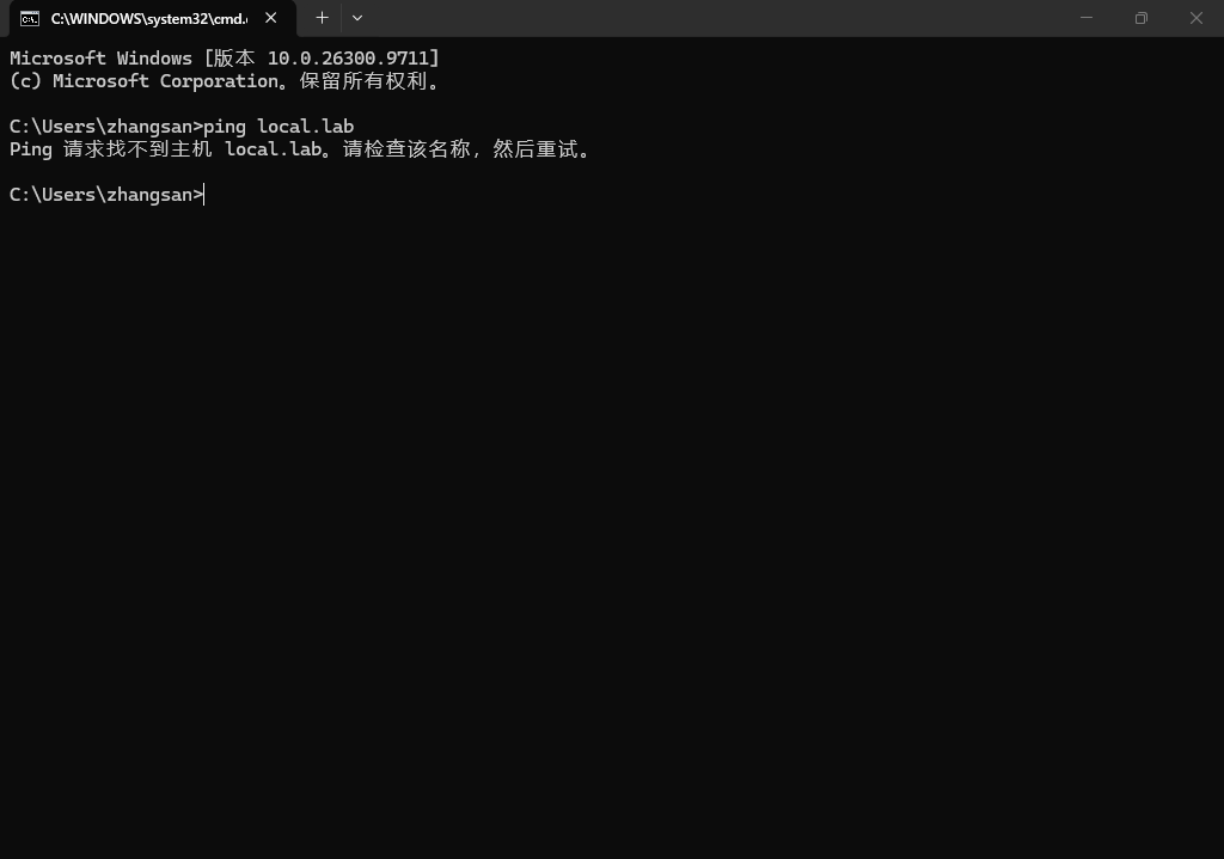 C:\WINDOWS\system32\cmd.
Microsoft Windows [版本 10.0.26300.9711]
(c) Microsoft Corporation。保留所有权利。
C:\Users\zhangsan>ping local.lab
Ping 请求找不到主机 local.lab。请检查该名称，然后重试。
C:\Users\zhangsan>